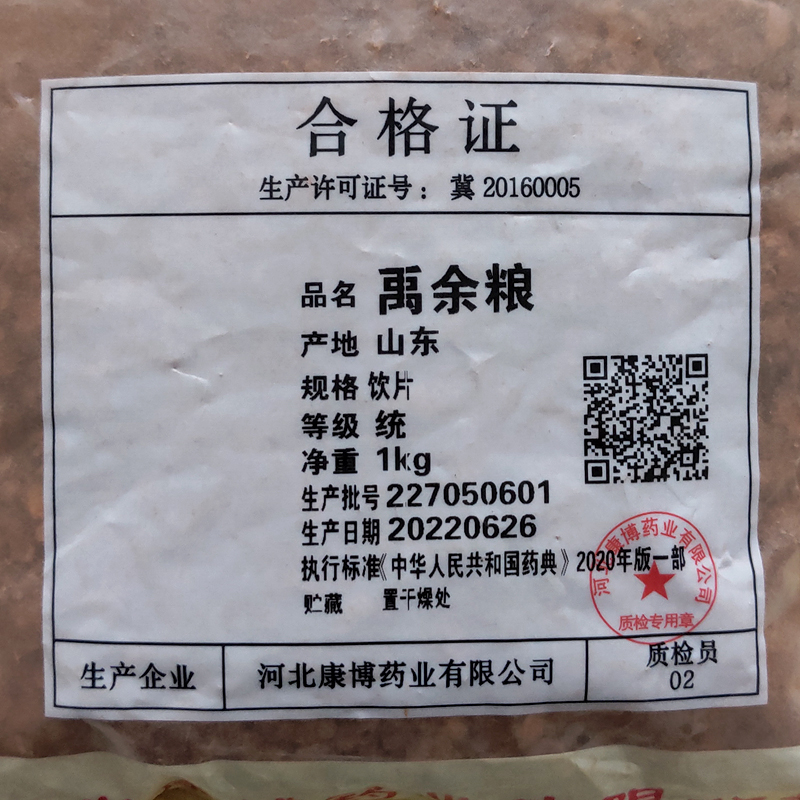 合格证
生产许可证号：冀 20160005
品名 禹余粮
产地 山东
规格 饮片
等级 统
净重 1kg
生产批号 227050601
生产日期 20220626
执行标准《中华人民共和国药典》2020年版一部
贮藏 置干燥处
河北康博药业有限公司
质检专用章
生产企业 河北康博药业有限公司 质检员
02